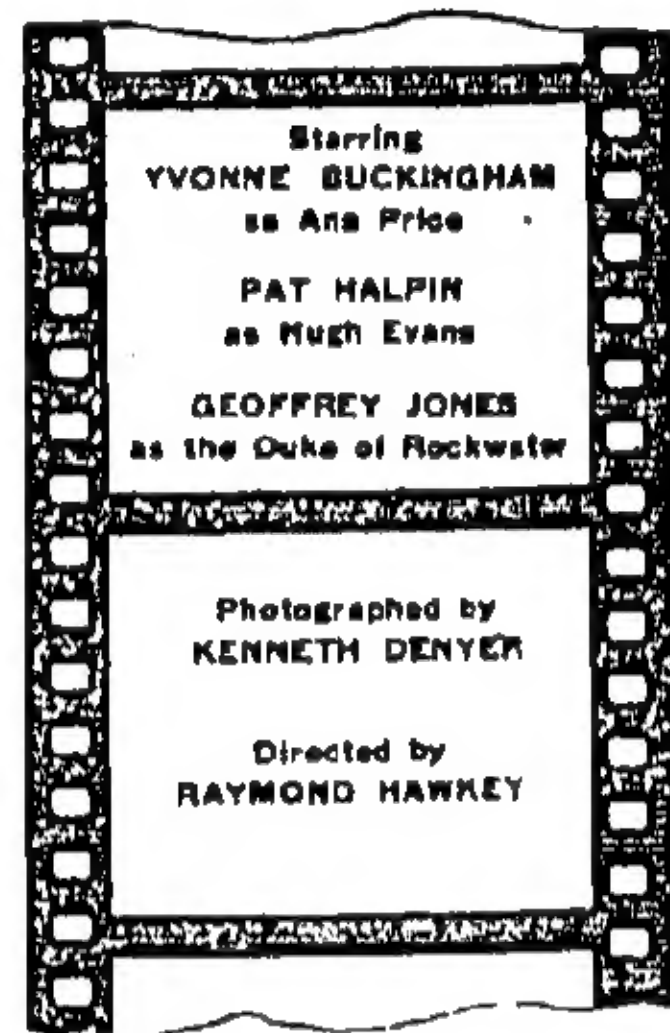 Starring
YVONNE BUCKINGHAM
as Ana Price
PAT HALPIN
as Hugh Evans
GEOFFREY JONES
as the Duke of Rockwater
Photographed by
KENNETH DENYER
Directed by
RAYMOND HAWKEY